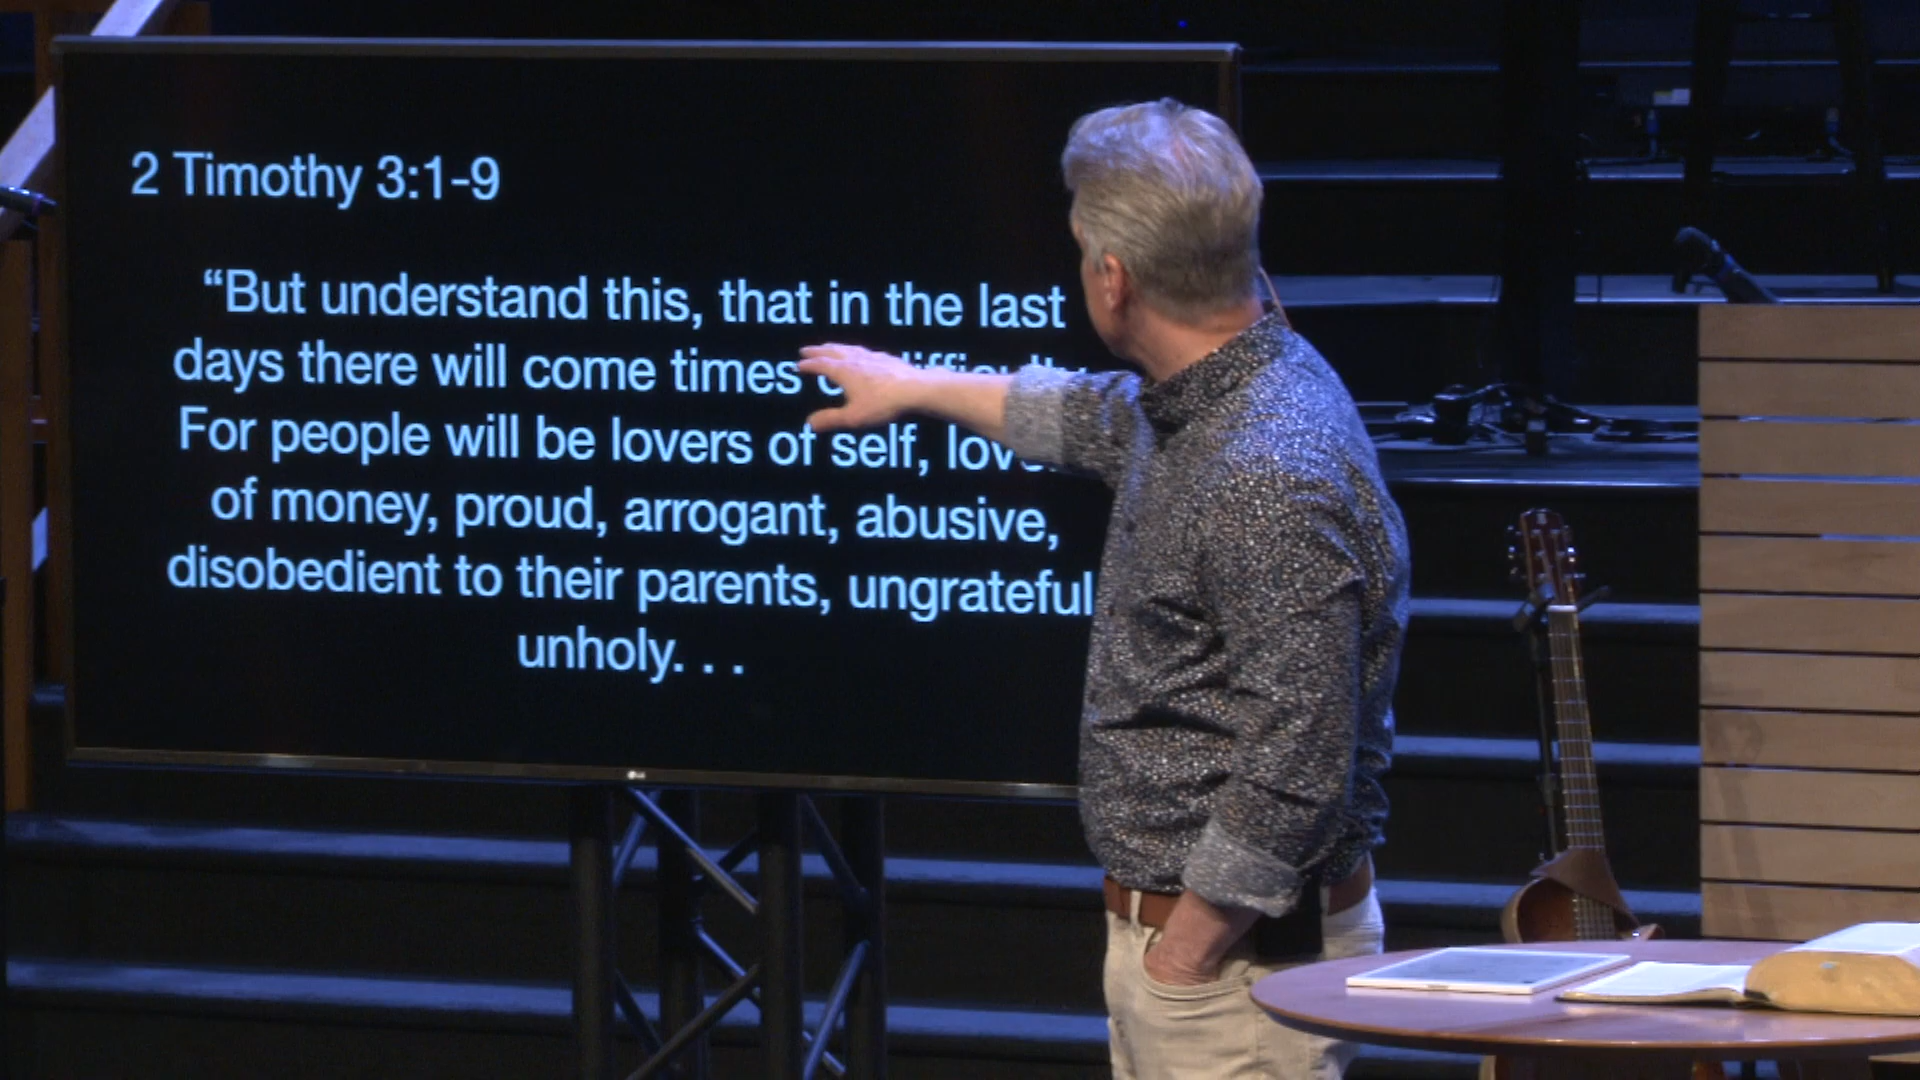 2 Timothy 3:1-9
“But understand this, that in the last
days there will come times
For people will be lovers of self,
of money, proud, arrogant, abusive,
disobedient to their parents, ungrateful
unholy. . .
LG